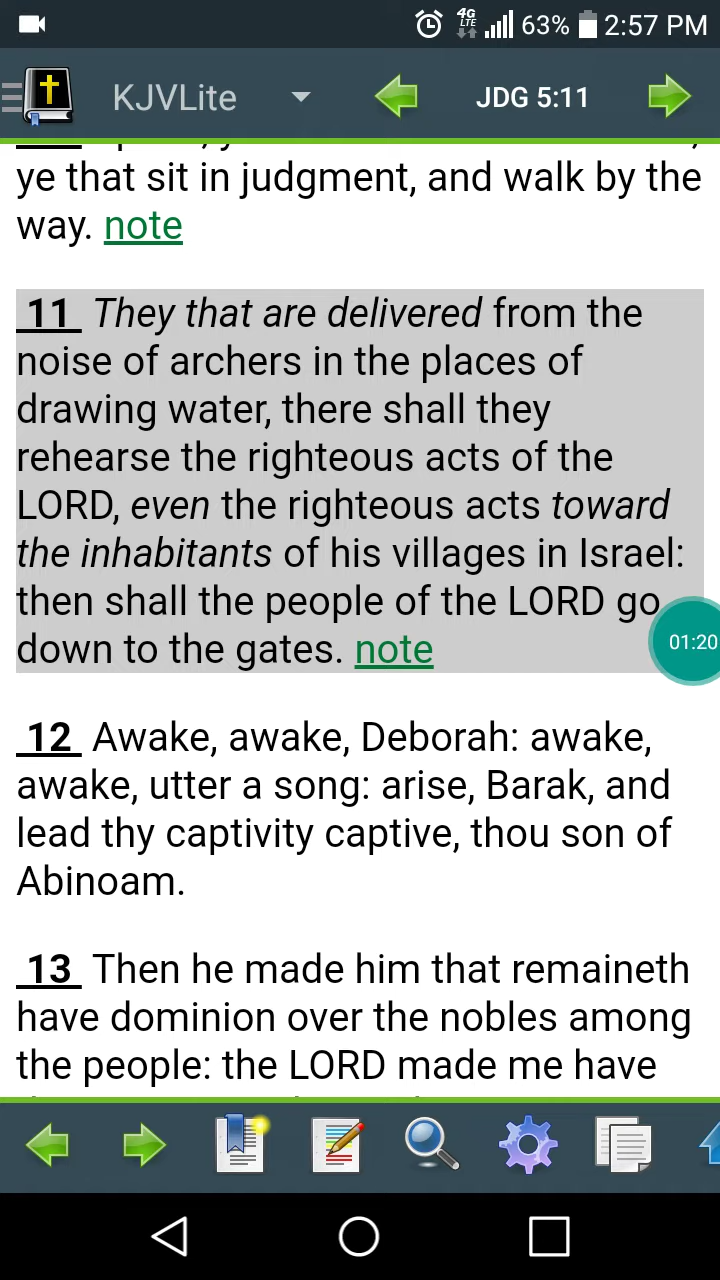 4G LTE 63% 2:57 PM
KJVLite JDG 5:11
ye that sit in judgment, and walk by the
way. note
11 They that are delivered from the
noise of archers in the places of
drawing water, there shall they
rehearse the righteous acts of the
LORD, even the righteous acts toward
the inhabitants of his villages in Israel:
then shall the people of the LORD go
01:20
down to the gates. note
12 Awake, awake, Deborah: awake,
awake, utter a song: arise, Barak, and
lead thy captivity captive, thou son of
Abinoam.
13 Then he made him that remaineth
have dominion over the nobles among
the people: the LORD made me have